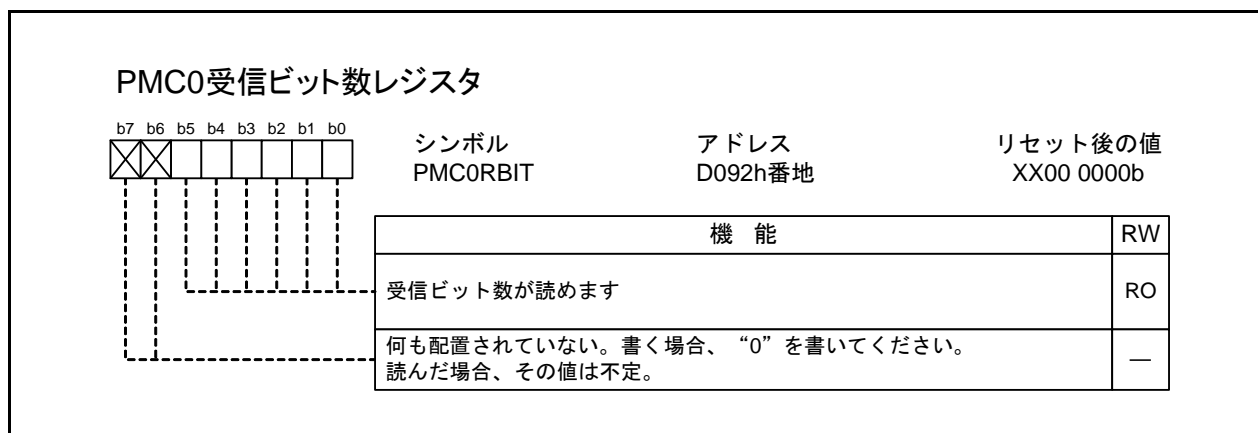 PMC0受信ビット数レジスタ
b7 b6 b5 b4 b3 b2 b1 b0
シンボル アドレス リセット後の値
PMC0RBIT D092h番地 XX00 0000b
機 能 RW
受信ビット数が読めます RO
何も配置されていない。書く場合、“0”を書いてください。
読んだ場合、その値は不定。 —